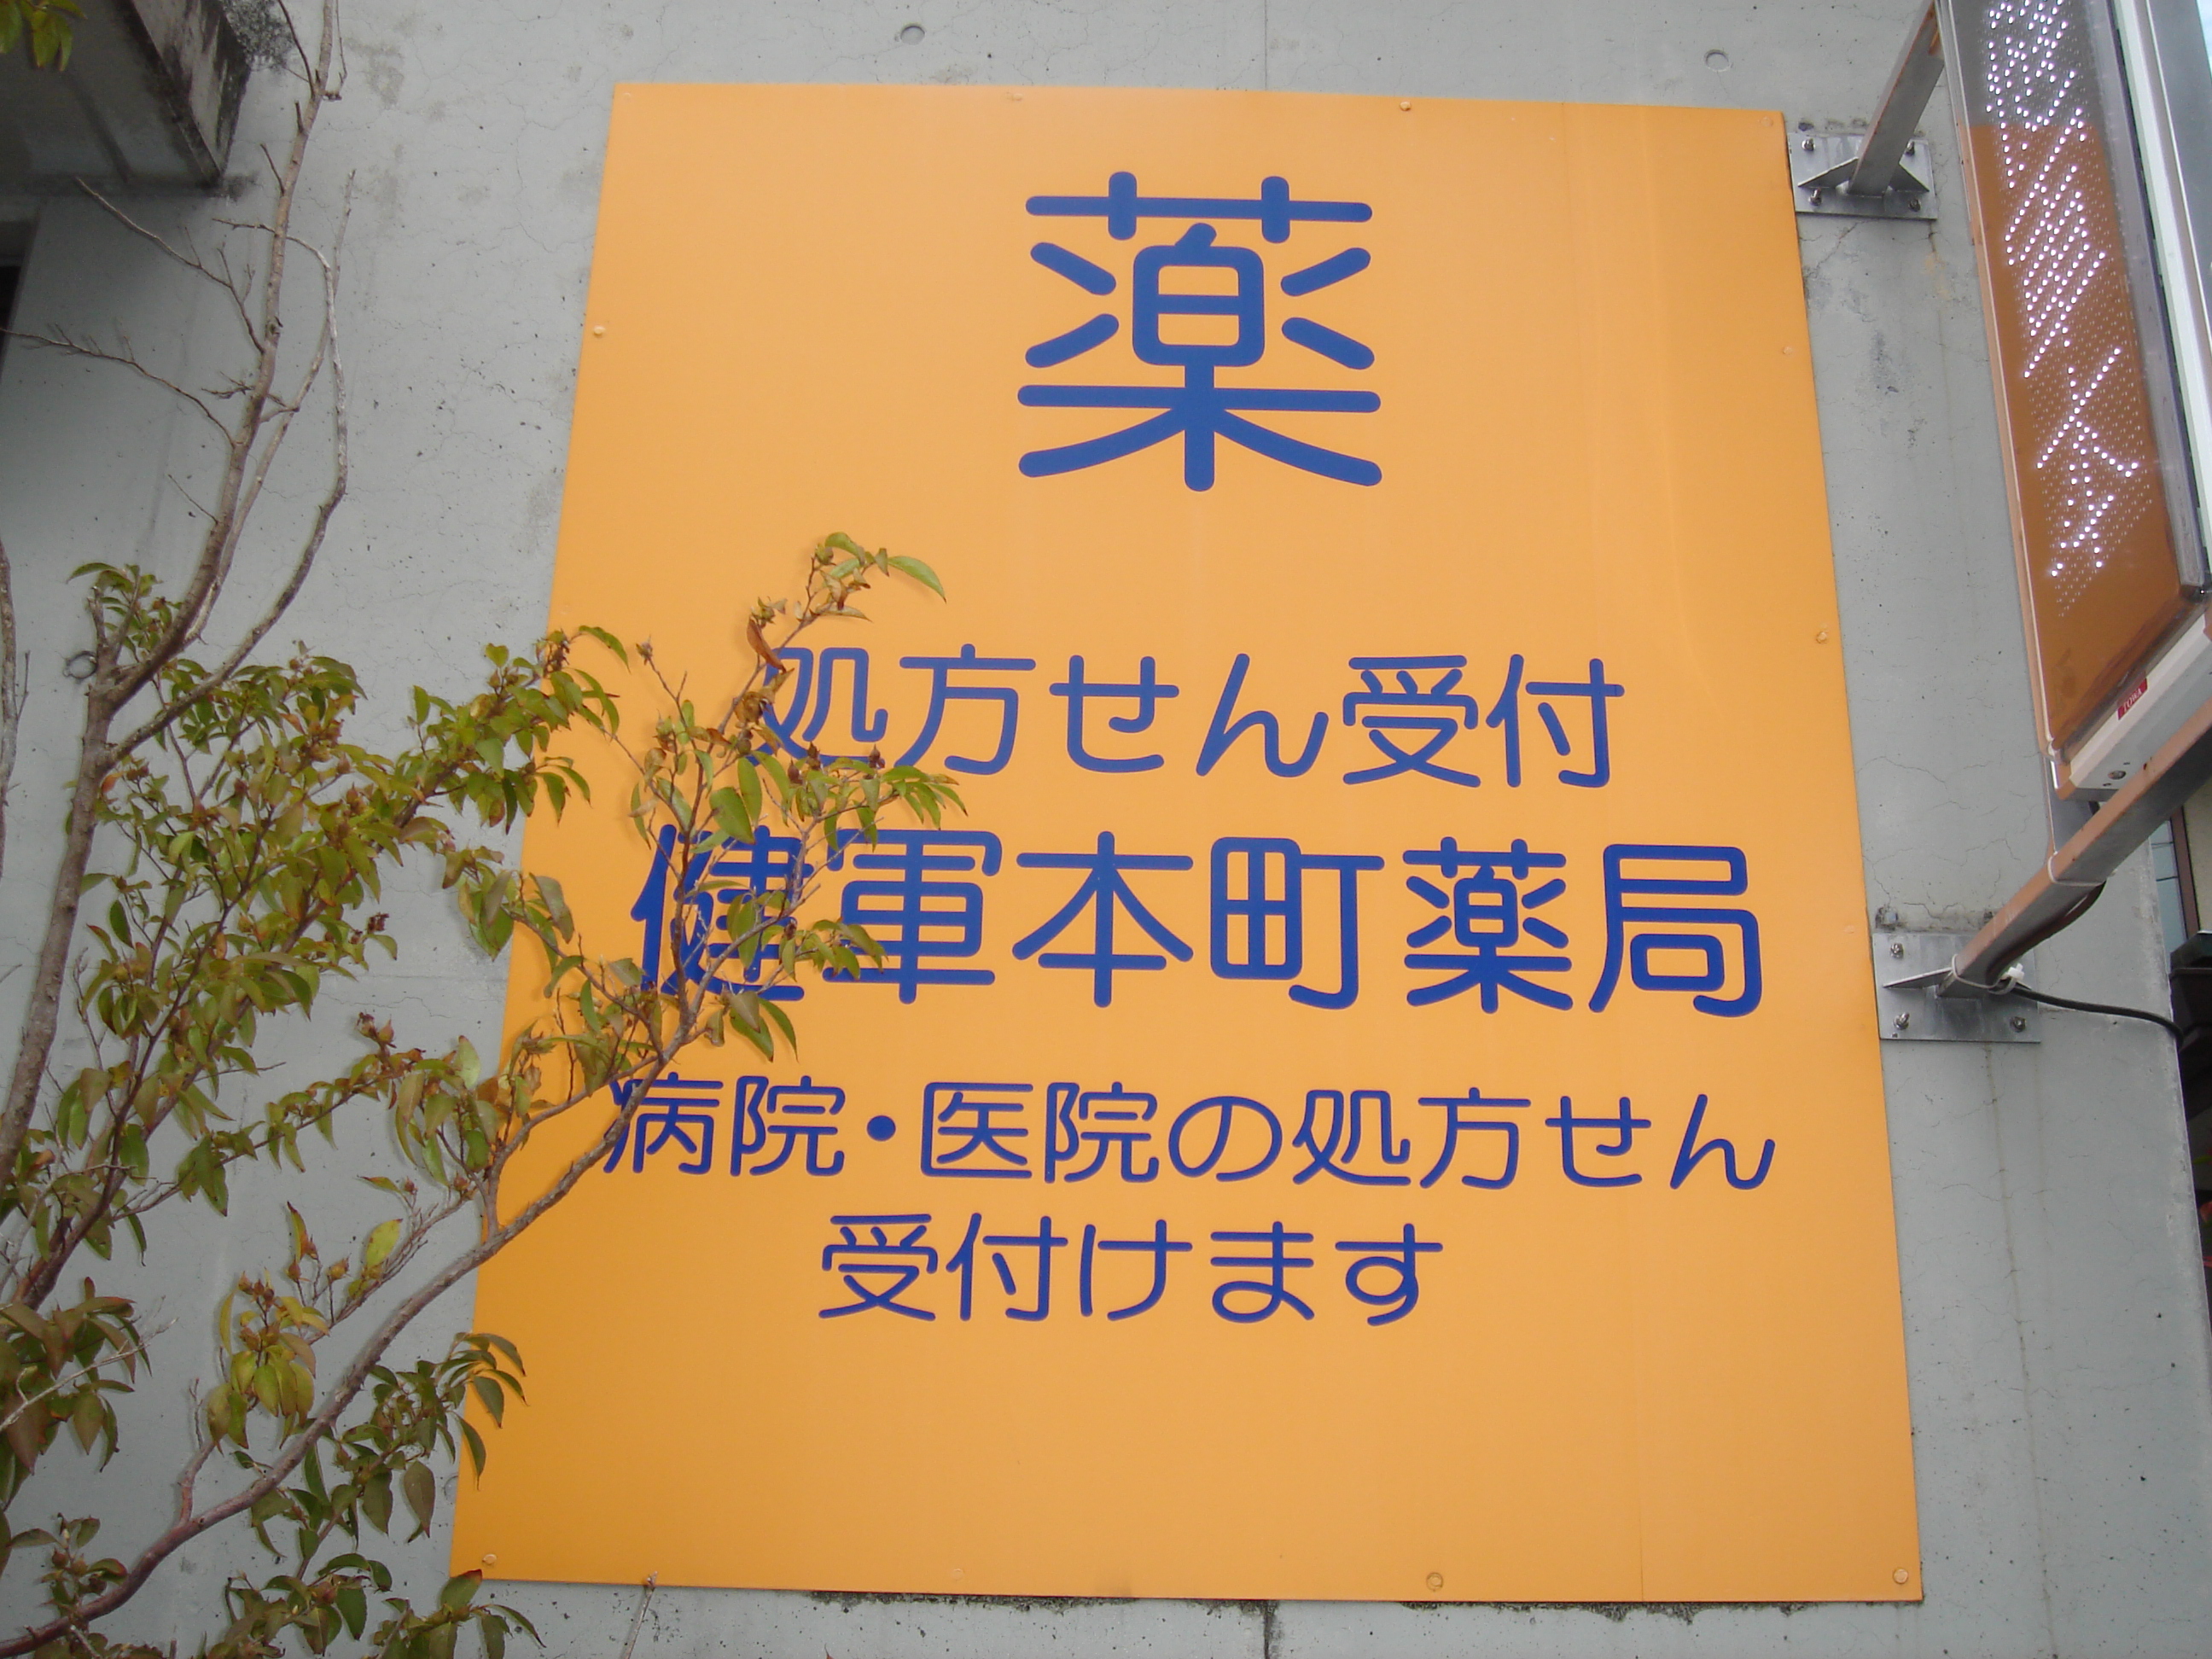 薬
処方せん受付
健軍本町薬局
病院・医院の処方せん
受付けます